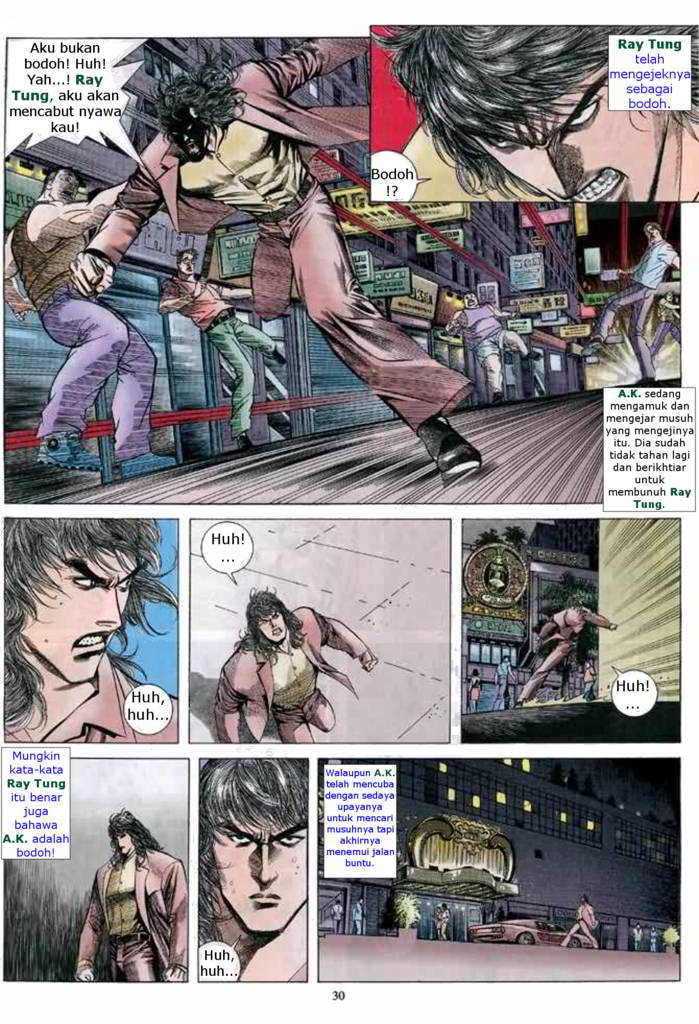 Aku bukan
bodoh! Huh!
Yah...! Ray
Tung, aku akan
mencabut nyawa
kau!
Ray Tung
telah
mengejeknya
sebagai
bodoh.
Bodoh
!?
A.K. sedang
mengamuk dan
mengejar musuh
yang mengejinya
itu. Dia sudah
tidak tahan lagi
dan berikhtiar
untuk
membunuh Ray
Tung.
Huh,
huh...
Huh!
...
Huh!
...
Mungkin
kata-kata
Ray Tung
itu benar
juga
bahawa
A.K. adalah
bodoh!
Huh,
huh...
Walaupun A.K.
telah mencuba
dengan sedaya
upayanya
untuk mencari
musuhnya tapi
akhirnya
menemui jalan
buntu.
30